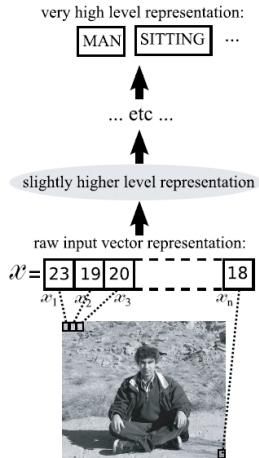 very high level representation:
MAN SITTING ...
... etc ...
slightly higher level representation
raw input vector representation:
x = 23 19 20 18
x1 x2 x3 xn